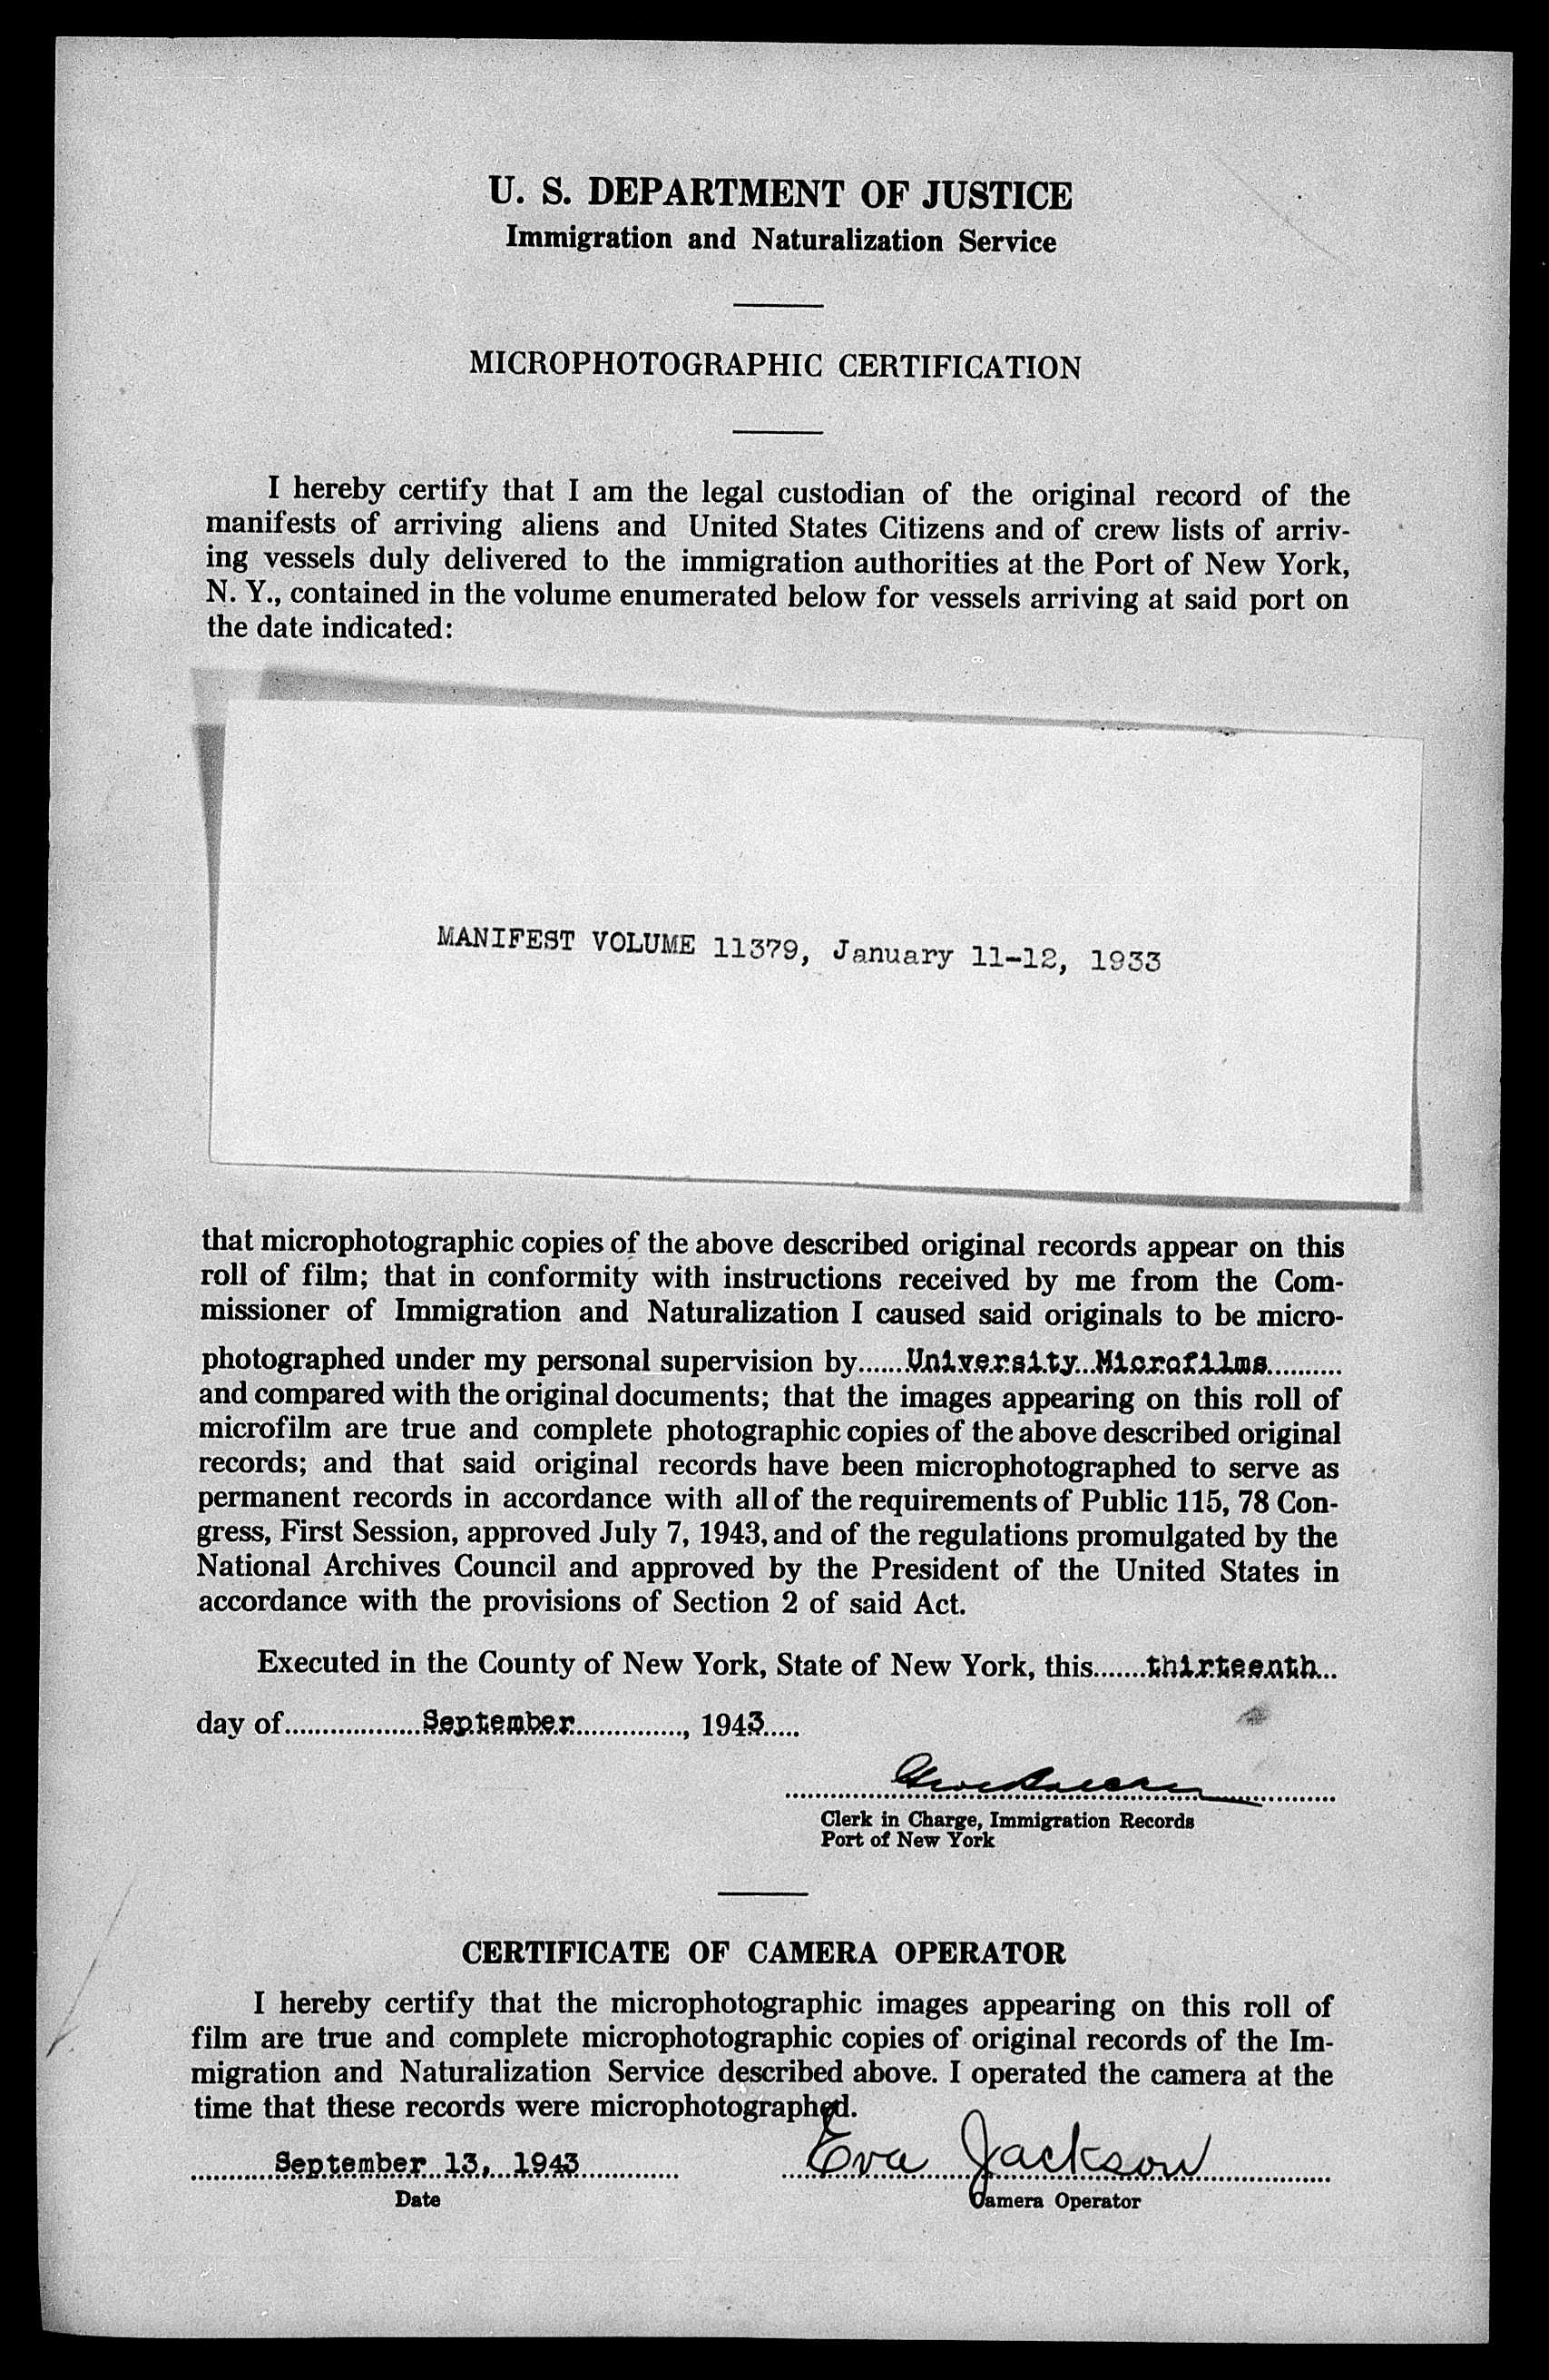 U. S. DEPARTMENT OF JUSTICE
Immigration and Naturalization Service
MICROPHOTOGRAPHIC CERTIFICATION
I hereby certify that I am the legal custodian of the original record of the
manifests of arriving aliens and United States Citizens and of crew lists of arriv-
ing vessels duly delivered to the immigration authorities at the Port of New York,
N. Y., contained in the volume enumerated below for vessels arriving at said port on
the date indicated:
MANIFEST VOLUME 11379, January 11-12, 1933
that microphotographic copies of the above described original records appear on this
roll of film; that in conformity with instructions received by me from the Com-
missioner of Immigration and Naturalization I caused said originals to be micro-
photographed under my personal supervision by......University Microfilms..........
and compared with the original documents; that the images appearing on this roll of
microfilm are true and complete photographic copies of the above described original
records; and that said original records have been microphotographed to serve as
permanent records in accordance with all of the requirements of Public 115, 78 Con-
gress, First Session, approved July 7, 1943, and of the regulations promulgated by the
National Archives Council and approved by the President of the United States in
accordance with the provisions of Section 2 of said Act.
Executed in the County of New York, State of New York, this.......thirteenth...
day of..................September..............., 1943.....
Clerk in Charge, Immigration Records
Port of New York
CERTIFICATE OF CAMERA OPERATOR
I hereby certify that the microphotographic images appearing on this roll of
film are true and complete microphotographic copies of original records of the Im-
migration and Naturalization Service described above. I operated the camera at the
time that these records were microphotographed.
September 13, 1943 Eva Jackson
Date Camera Operator